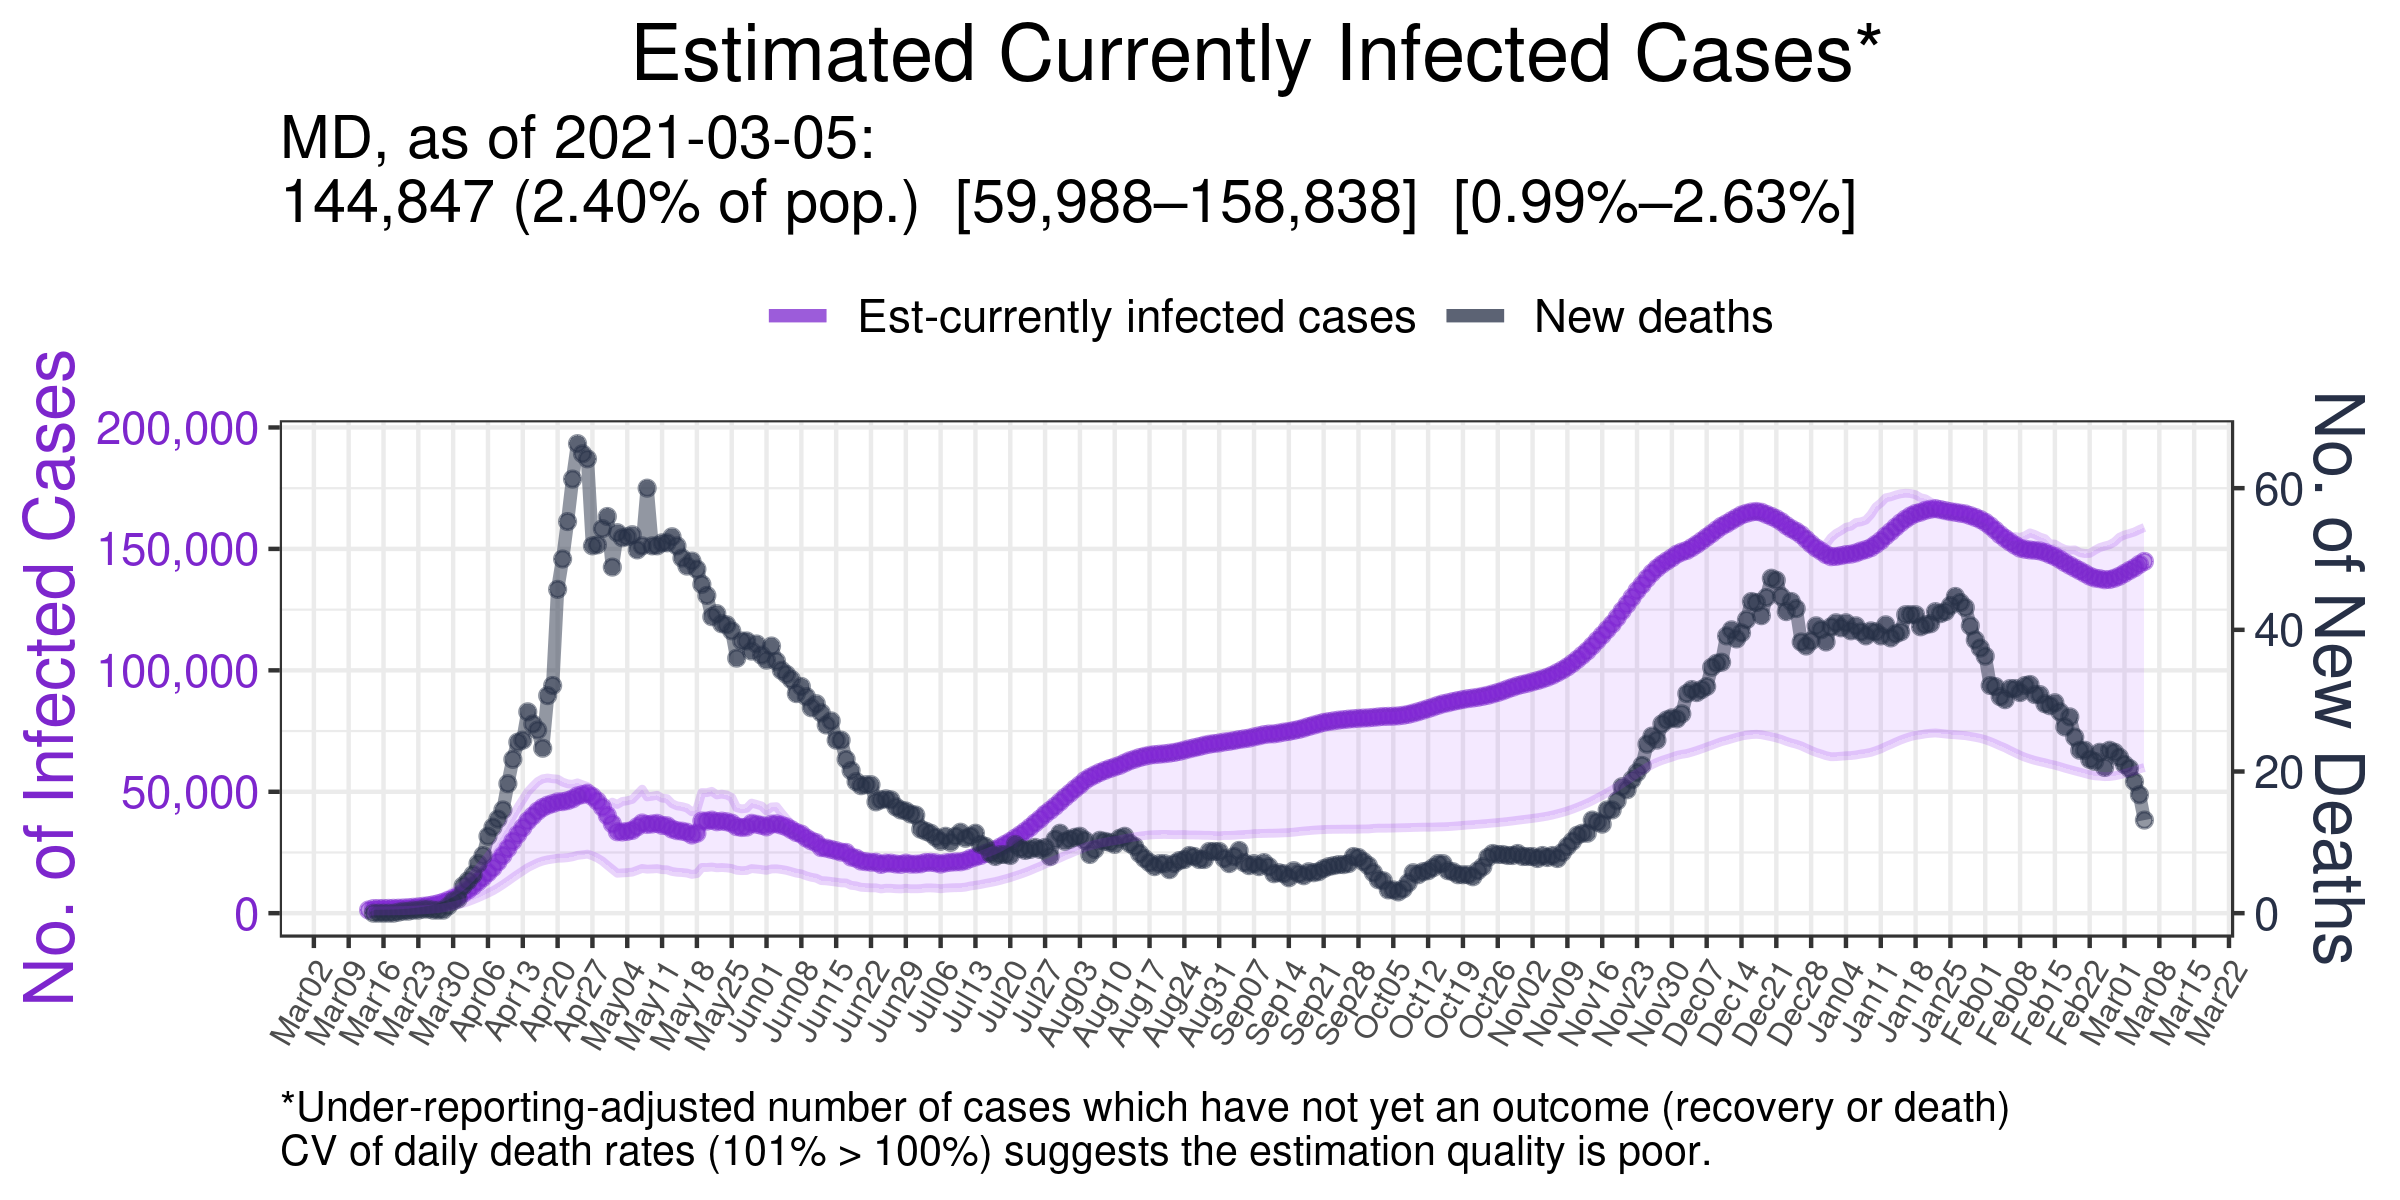 Estimated Currently Infected Cases*
MD, as of 2021-03-05:
144,847 (2.40% of pop.)  [59,988–158,838]  [0.99%–2.63%]
Est-currently infected cases
New deaths
No. of Infected Cases
200,000
150,000
100,000
50,000
0
60
40
20
0
No. of New Deaths
Mar02
Mar09
Mar16
Mar23
Mar30
Apr06
Apr13
Apr20
Apr27
May04
May11
May18
May25
Jun01
Jun08
Jun15
Jun22
Jun29
Jul06
Jul13
Jul20
Jul27
Aug03
Aug10
Aug17
Aug24
Aug31
Sep07
Sep14
Sep21
Sep28
Oct05
Oct12
Oct19
Oct26
Nov02
Nov09
Nov16
Nov23
Nov30
Dec07
Dec14
Dec21
Dec28
Jan04
Jan11
Jan18
Jan25
Feb01
Feb08
Feb15
Feb22
Mar01
Mar08
Mar15
Mar22
*Under-reporting-adjusted number of cases which have not yet an outcome (recovery or death)
CV of daily death rates (101% > 100%) suggests the estimation quality is poor.